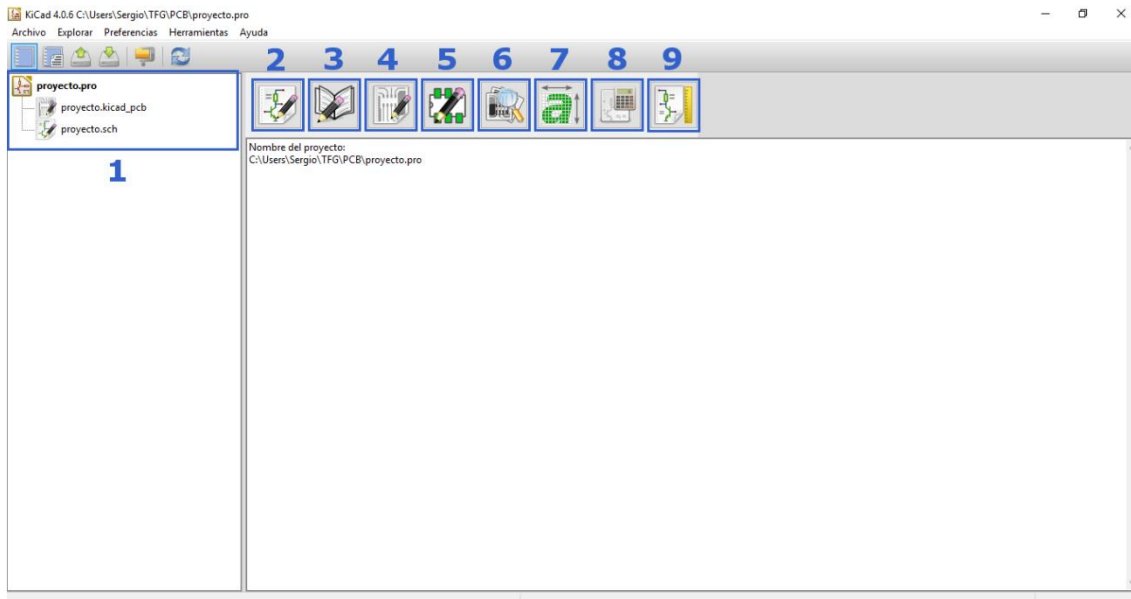 KiCad 4.0.6 C:\Users\Sergio\TFG\PCB\proyecto.pro
Archivo Explorar Preferencias Herramientas Ayuda
2 3 4 5 6 7 8 9
proyecto.pro
proyecto.kicad_pcb
proyecto.sch
1
a
Nombre del proyecto:
C:\Users\Sergio\TFG\PCB\proyecto.pro